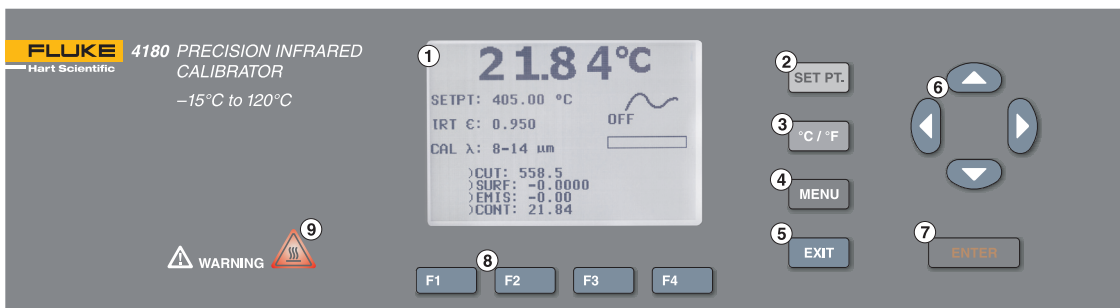 FLUKE
Hart Scientific
4180 PRECISION INFRARED
CALIBRATOR
–15°C to 120°C
1
21.84°C
SETPT: 405.00 °C
OFF
IRT Є: 0.950
CAL λ: 8-14 µm
)CUT: 558.5
)SURF: -0.0000
)EMIS: -0.00
)CONT: 21.84
2
SET PT.
3
°C / °F
4
MENU
5
EXIT
6
7
ENTER
8
F1
F2
F3
F4
WARNING
9